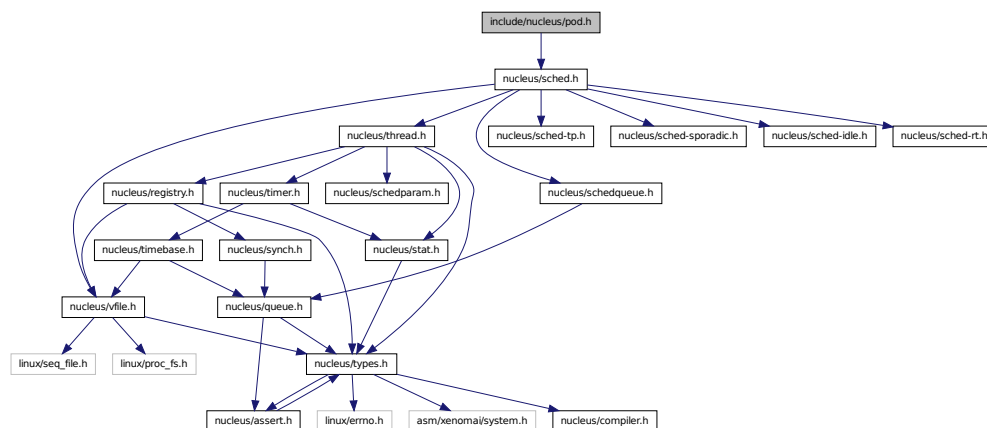 include/nucleus/pod.h
nucleus/sched.h
nucleus/thread.h
nucleus/sched-tp.h
nucleus/sched-sporadic.h
nucleus/sched-idle.h
nucleus/sched-rt.h
nucleus/registry.h
nucleus/timer.h
nucleus/schedparam.h
nucleus/schedqueue.h
nucleus/timebase.h
nucleus/synch.h
nucleus/stat.h
nucleus/vfile.h
nucleus/queue.h
linux/seq_file.h
linux/proc_fs.h
nucleus/types.h
nucleus/assert.h
linux/errno.h
asm/xenomai/system.h
nucleus/compiler.h